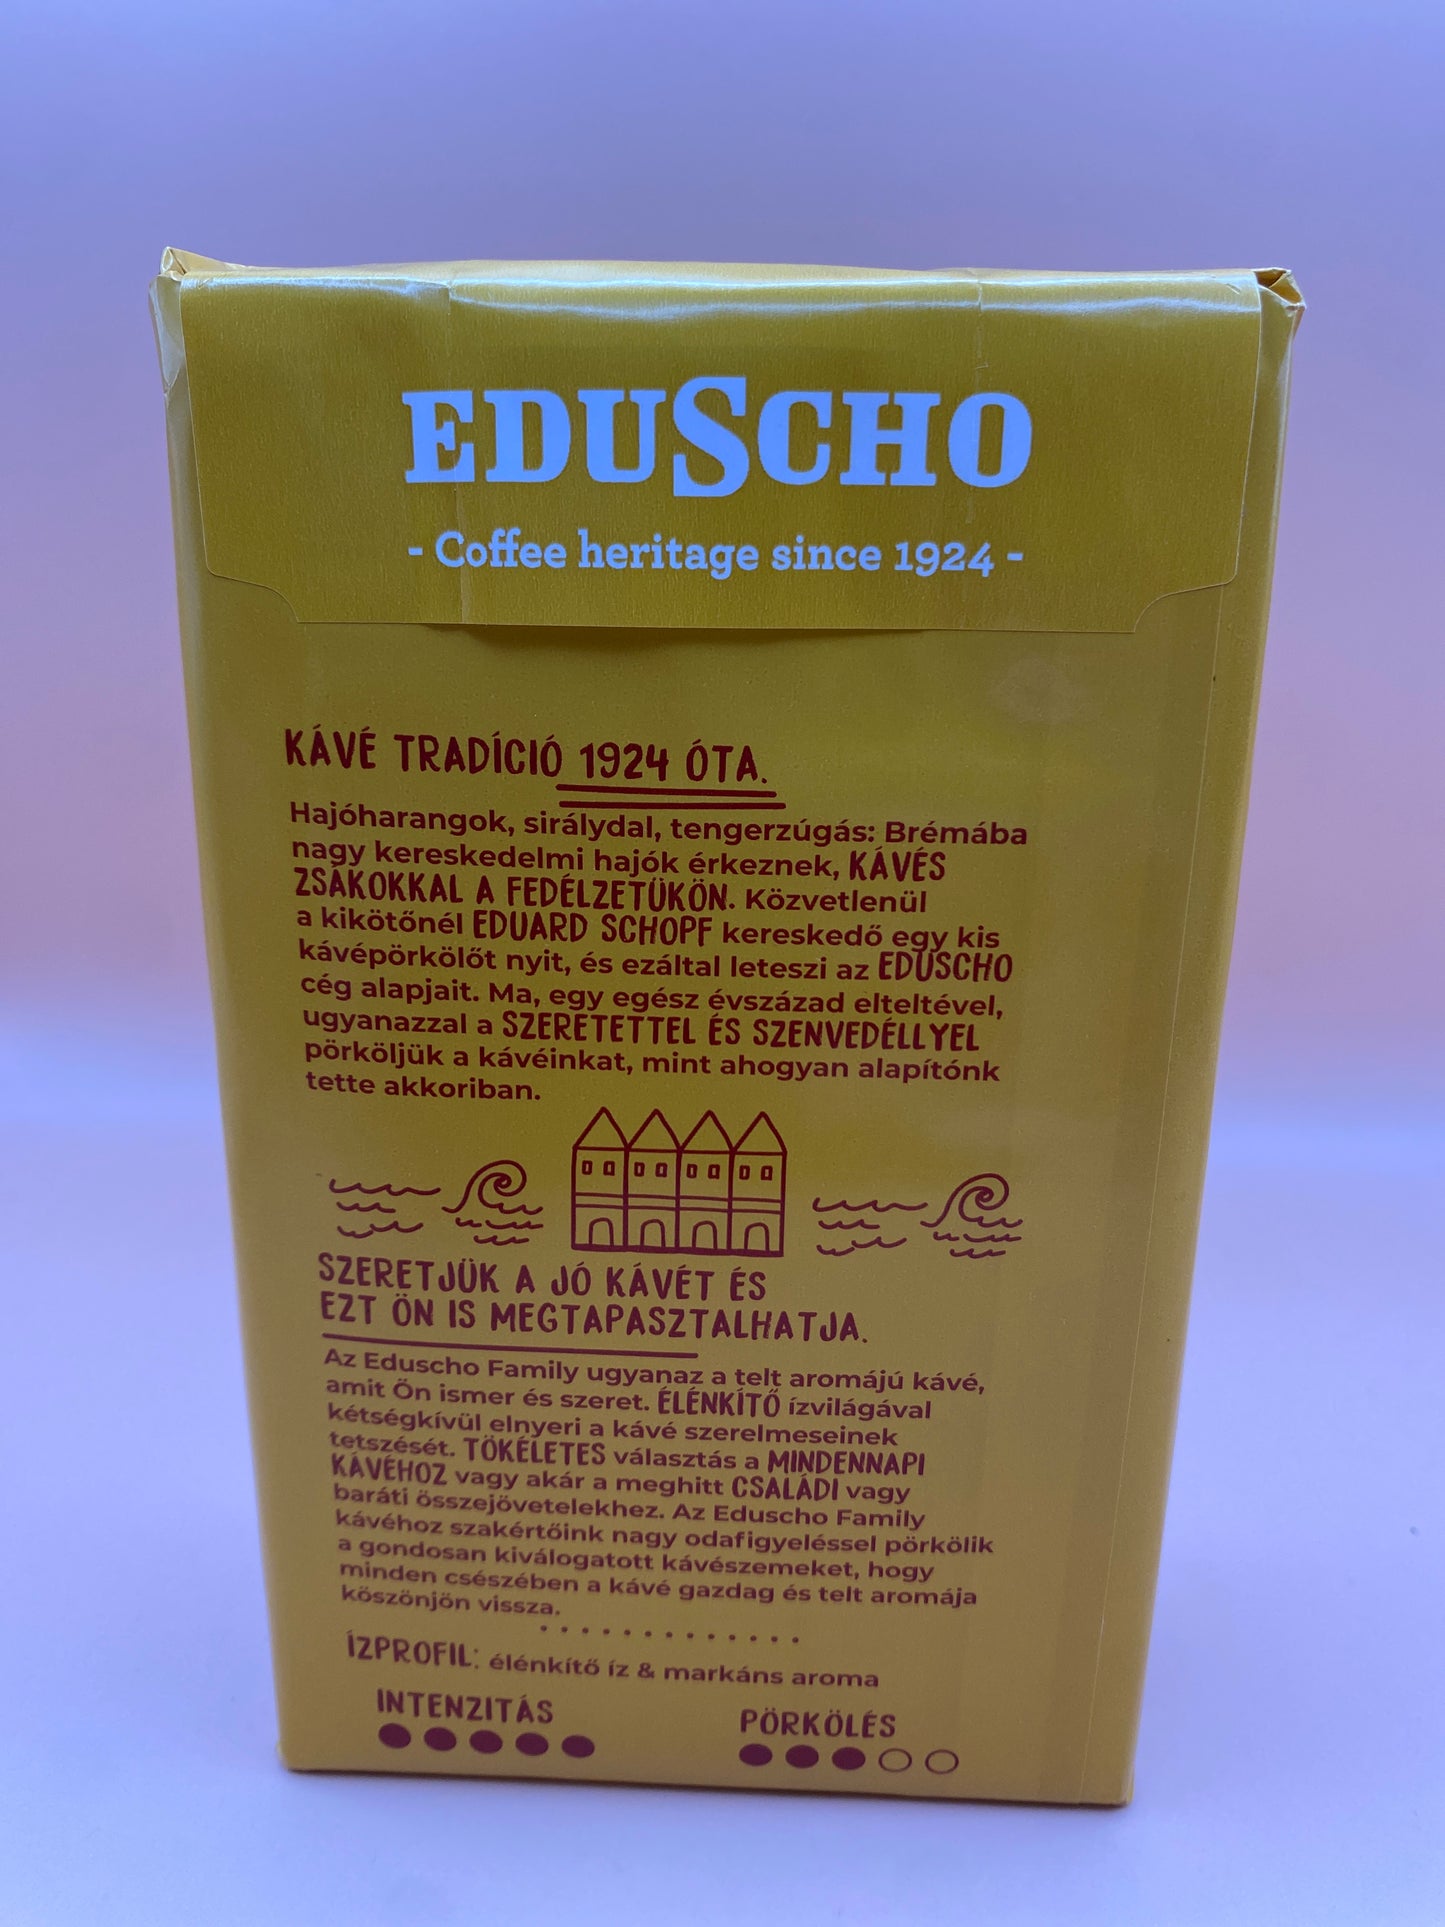 EDUSCHO
- Coffee heritage since 1924 -
KÁVÉ TRADÍCIÓ 1924 ÓTA.
Hajóharangok, sirálydal, tengerzúgás: Brémába
nagy kereskedelmi hajók érkeznek, KÁVÉS
ZSÁKOKKAL A FEDÉLZETÜKÖN. Közvetlenül
a kikötőnél EDUARD SCHOPF kereskedő egy kis
kávépörkölőt nyit, és ezáltal leteszi az EDUSCHO
cég alapjait. Ma, egy egész évszázad elteltével,
ugyanazzal a SZERETETTEL ÉS SZENVEDÉLLYEL
pörköljük a kávéinkat, mint ahogyan alapítónk
tette akkoriban.
SZERETJÜK A JÓ KÁVÉT ÉS
EZT ÖN IS MEGTAPASZTALHATJA.
Az Eduscho Family ugyanaz a telt aromájú kávé,
amit Ön ismer és szeret. ÉLÉNKÍTŐ ízvilágával
kétségkívül elnyeri a kávé szerelmeseinek
tetszését. TÖKÉLETES választás a MINDENNAPI
KÁVÉHOZ vagy akár a meghitt CSALÁDI vagy
baráti összejövetelekhez. Az Eduscho Family
kávéhoz szakértőink nagy odafigyeléssel pörkölik
a gondosan kiválogatott kávészemeket, hogy
minden csészében a kávé gazdag és telt aromája
köszönjön vissza.
ÍZPROFIL: élénkítő íz & markáns aroma
INTENZITÁS
PÖRKÖLÉS